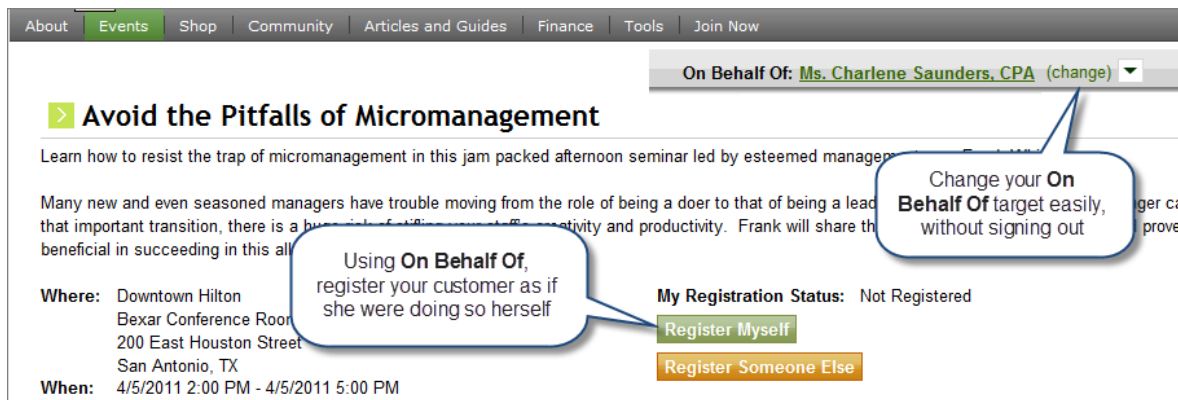 About Events Shop Community Articles and Guides Finance Tools Join Now
On Behalf Of: Ms. Charlene Saunders, CPA (change)
Avoid the Pitfalls of Micromanagement
Learn how to resist the trap of micromanagement in this jam packed afternoon seminar led by esteemed
Change your On
Behalf Of target easily,
without signing out
Many new and even seasoned managers have trouble moving from the role of being a doer to that of being a
that important transition, there is a productivity. Frank will share
beneficial in succeeding in this
Using On Behalf Of,
register your customer as if
she were doing so herself
Where: Downtown Hilton
Bexar Conference
200 East Houston Street
San Antonio, TX
When: 4/5/2011 2:00 PM - 4/5/2011 5:00 PM
My Registration Status: Not Registered
Register Myself
Register Someone Else